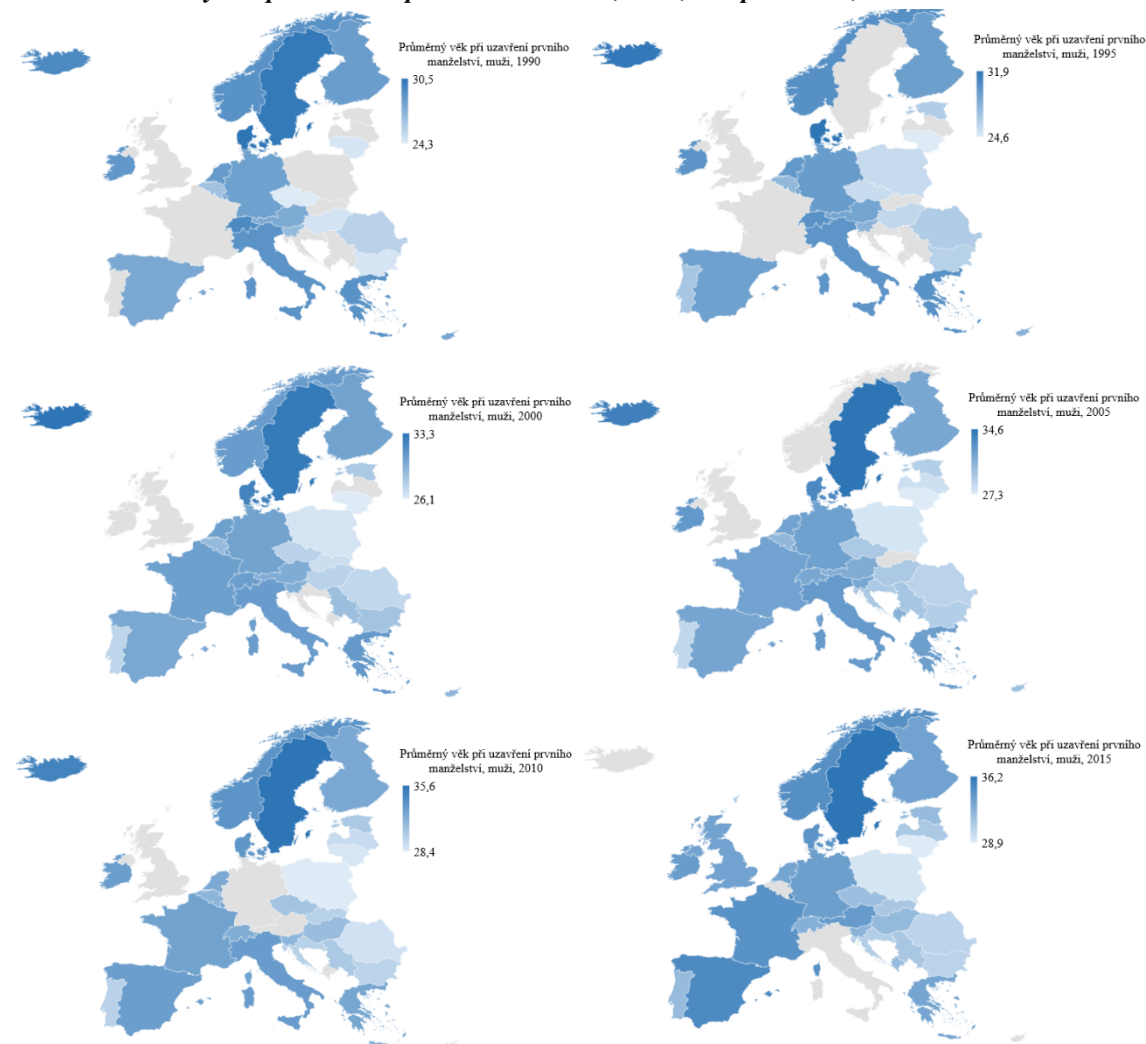 Průměrný věk při uzavření prvního
manželství, muži, 1990
30,5
24,3
Průměrný věk při uzavření prvního
manželství, muži, 1995
31,9
24,6
Průměrný věk při uzavření prvního
manželství, muži, 2000
33,3
26,1
Průměrný věk při uzavření prvního
manželství, muži, 2005
34,6
27,3
Průměrný věk při uzavření prvního
manželství, muži, 2010
35,6
28,4
Průměrný věk při uzavření prvního
manželství, muži, 2015
36,2
28,9